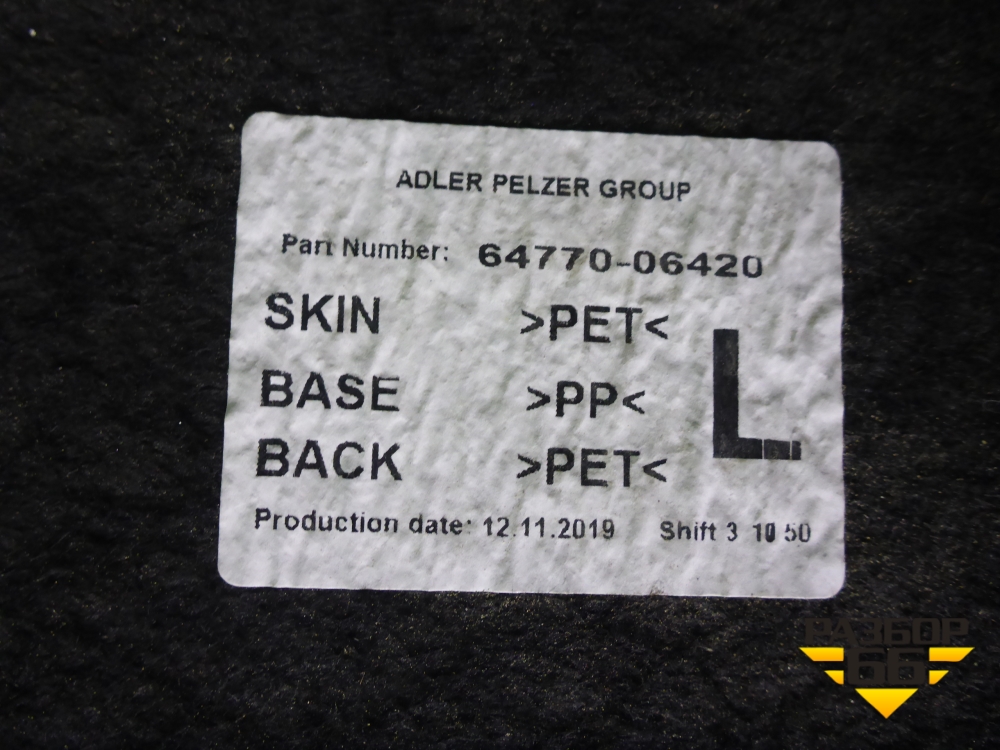 ADLER PELZER GROUP
Part Number: 64770-06420
SKIN >PET<
BASE >PP<
L
BACK >PET<
Production date: 12.11.2019 Shift 3 10 50
РАЗБОР
66